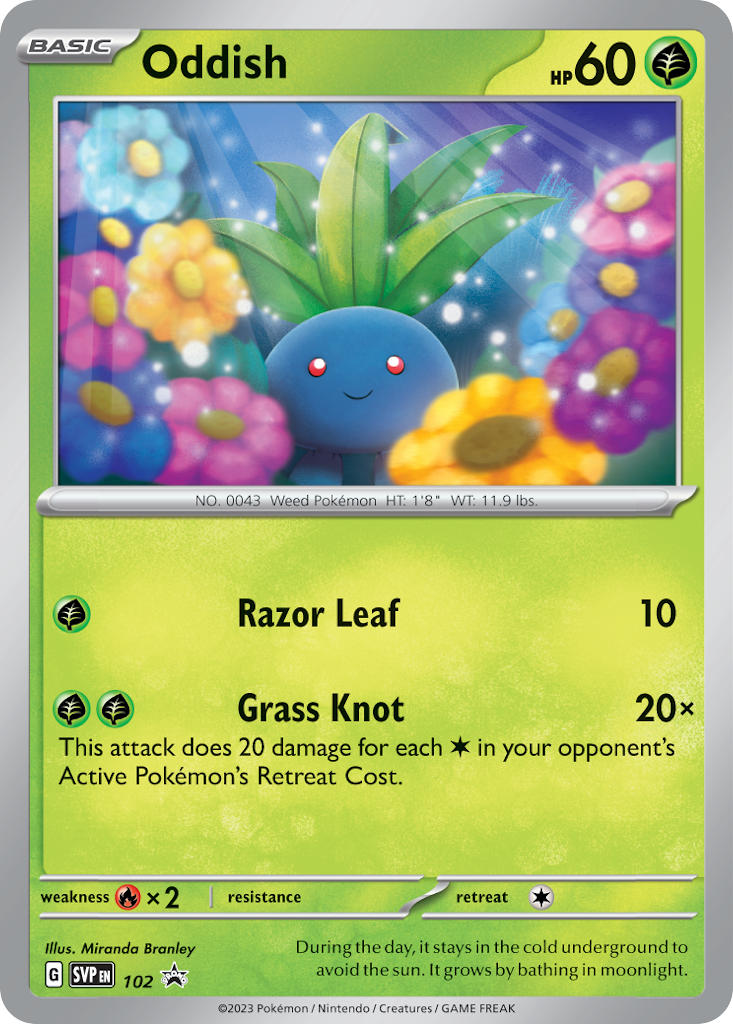 BASIC
Oddish
HP60
NO. 0043 Weed Pokémon HT: 1'8" WT: 11.9 lbs.
Razor Leaf 10
Grass Knot 20×
This attack does 20 damage for each in your opponent's
Active Pokémon's Retreat Cost.
weakness ×2 resistance retreat
Illus. Miranda Branley
G SVP EN 102
During the day, it stays in the cold underground to
avoid the sun. It grows by bathing in moonlight.
©2023 Pokémon / Nintendo / Creatures / GAME FREAK